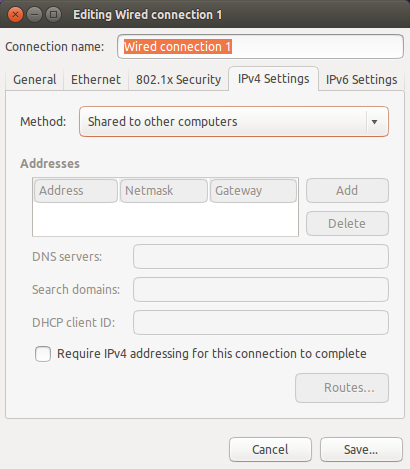 Editing Wired connection 1
Connection name: Wired connection 1
General Ethernet 802.1x Security IPv4 Settings IPv6 Settings
Method: Shared to other computers
Addresses
Address Netmask Gateway Add
Delete
DNS servers:
Search domains:
DHCP client ID:
Require IPv4 addressing for this connection to complete
Routes...
Cancel Save...